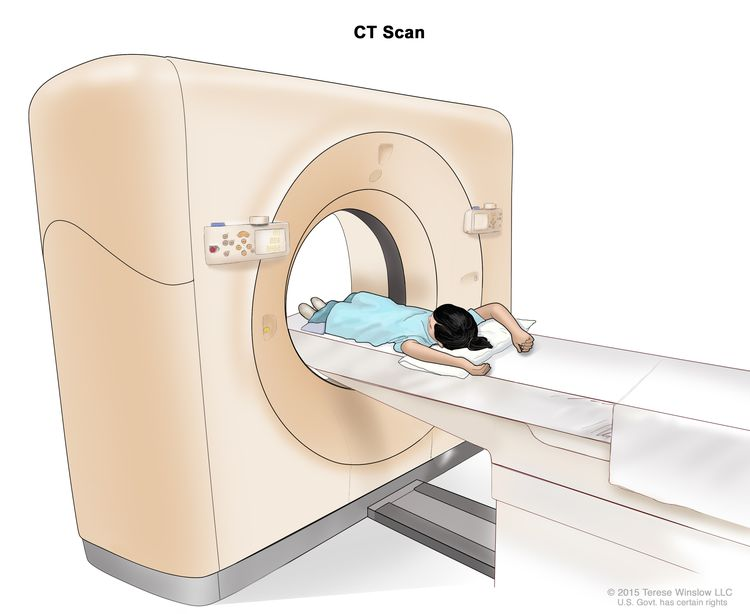 CT Scan
© 2015 Terese Winslow LLC
U.S. Govt. has certain rights